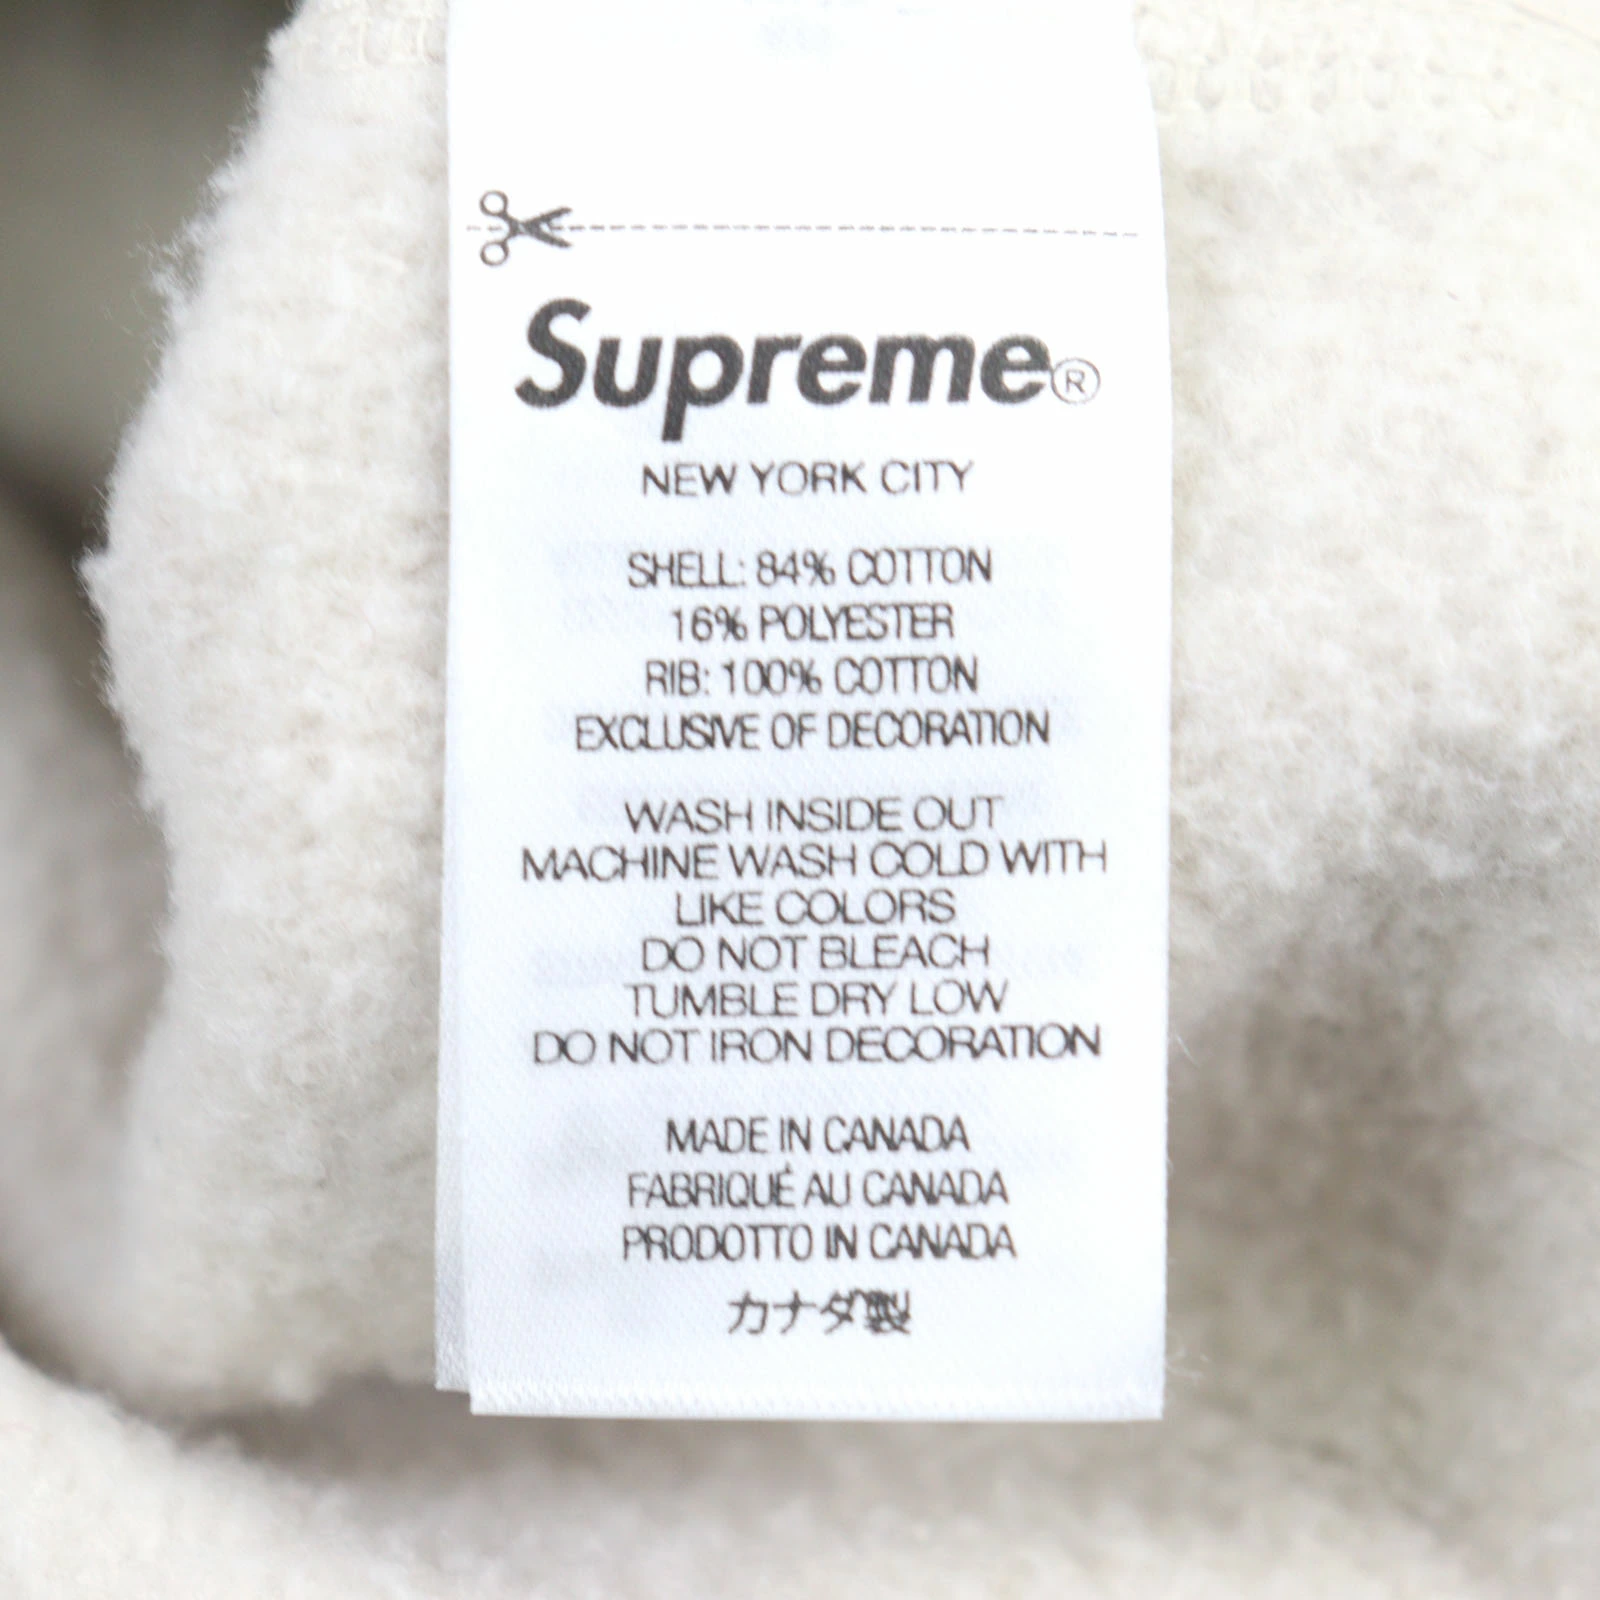 Supreme®
NEW YORK CITY
SHELL: 84% COTTON
16% POLYESTER
RIB: 100% COTTON
EXCLUSIVE OF DECORATION
WASH INSIDE OUT
MACHINE WASH COLD WITH
LIKE COLORS
DO NOT BLEACH
TUMBLE DRY LOW
DO NOT IRON DECORATION
MADE IN CANADA
FABRIQUÉ AU CANADA
PRODOTTO IN CANADA
カナダ製